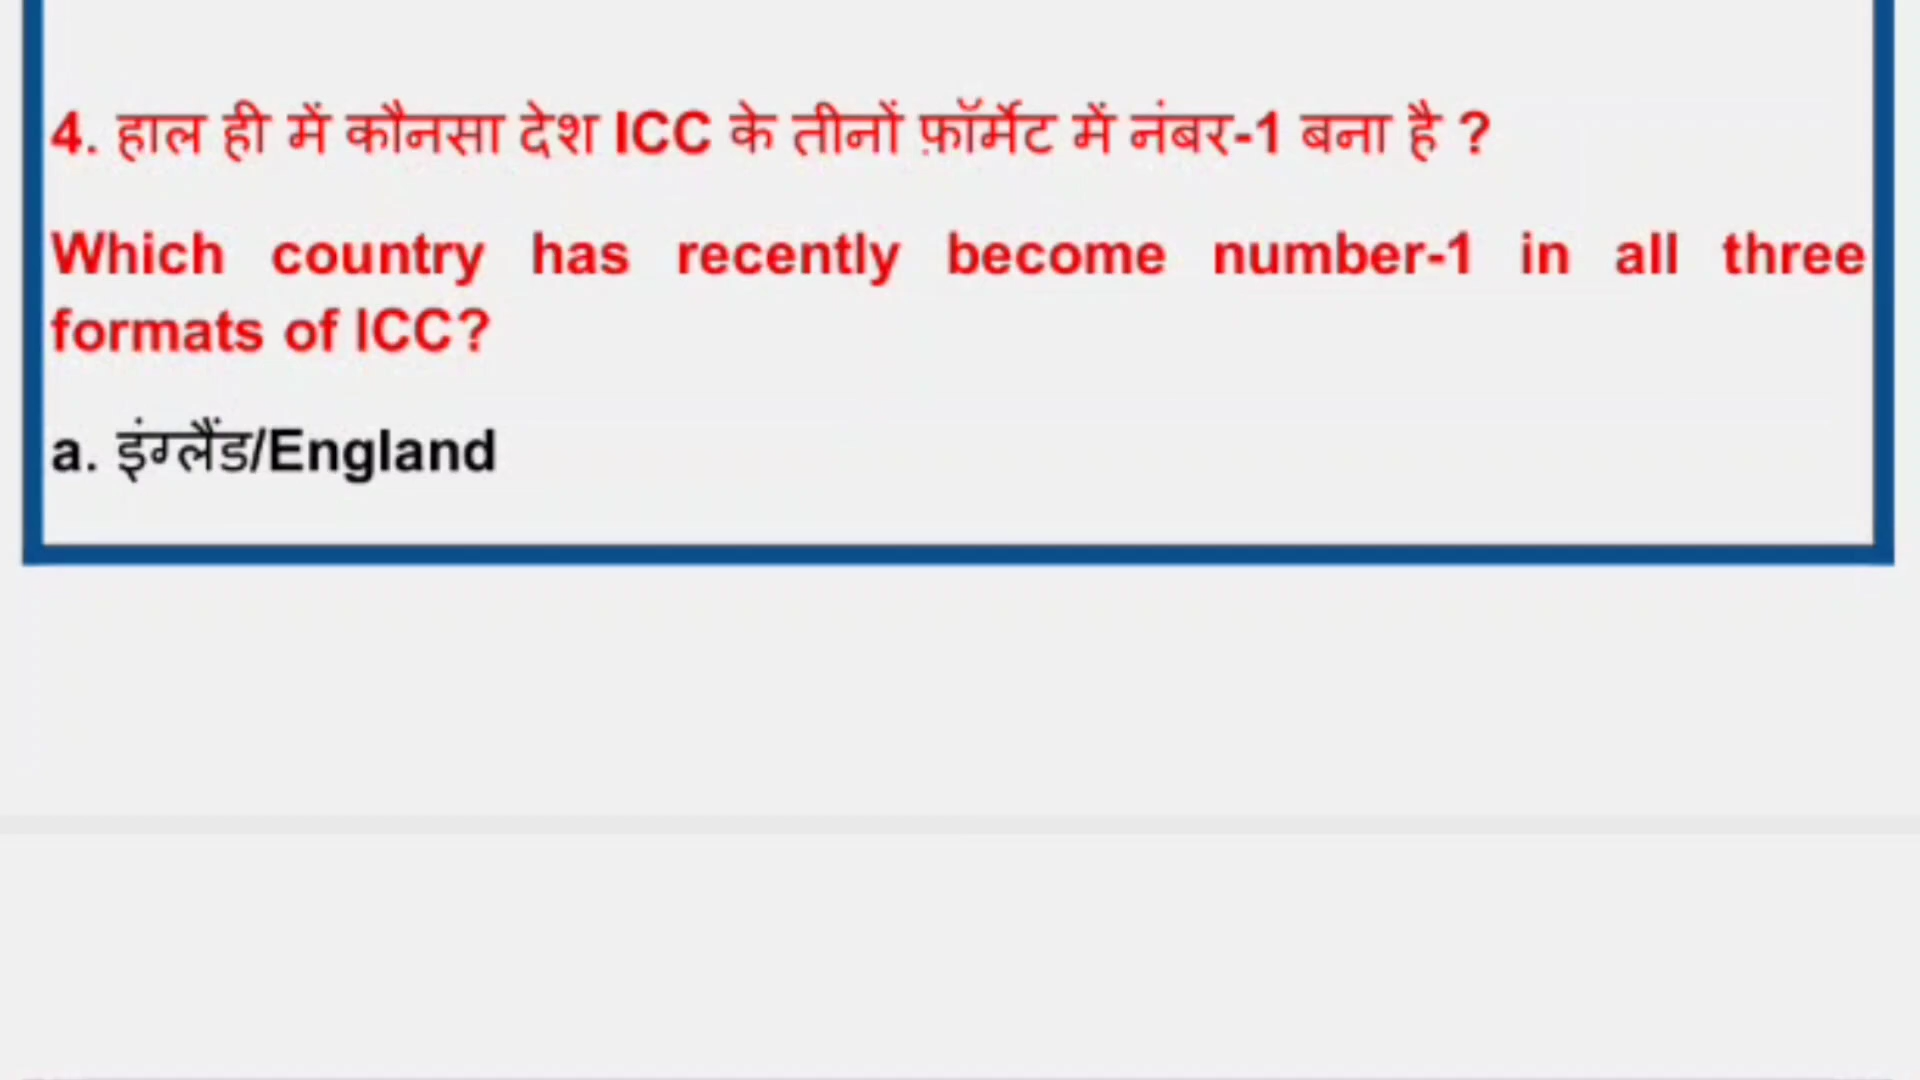 4. हाल ही में कौनसा देश ICC के तीनों फ़ॉर्मेट में नंबर-1 बना है ?
Which country has recently become number-1 in all three
formats of ICC?
a. इंग्लैंड/England